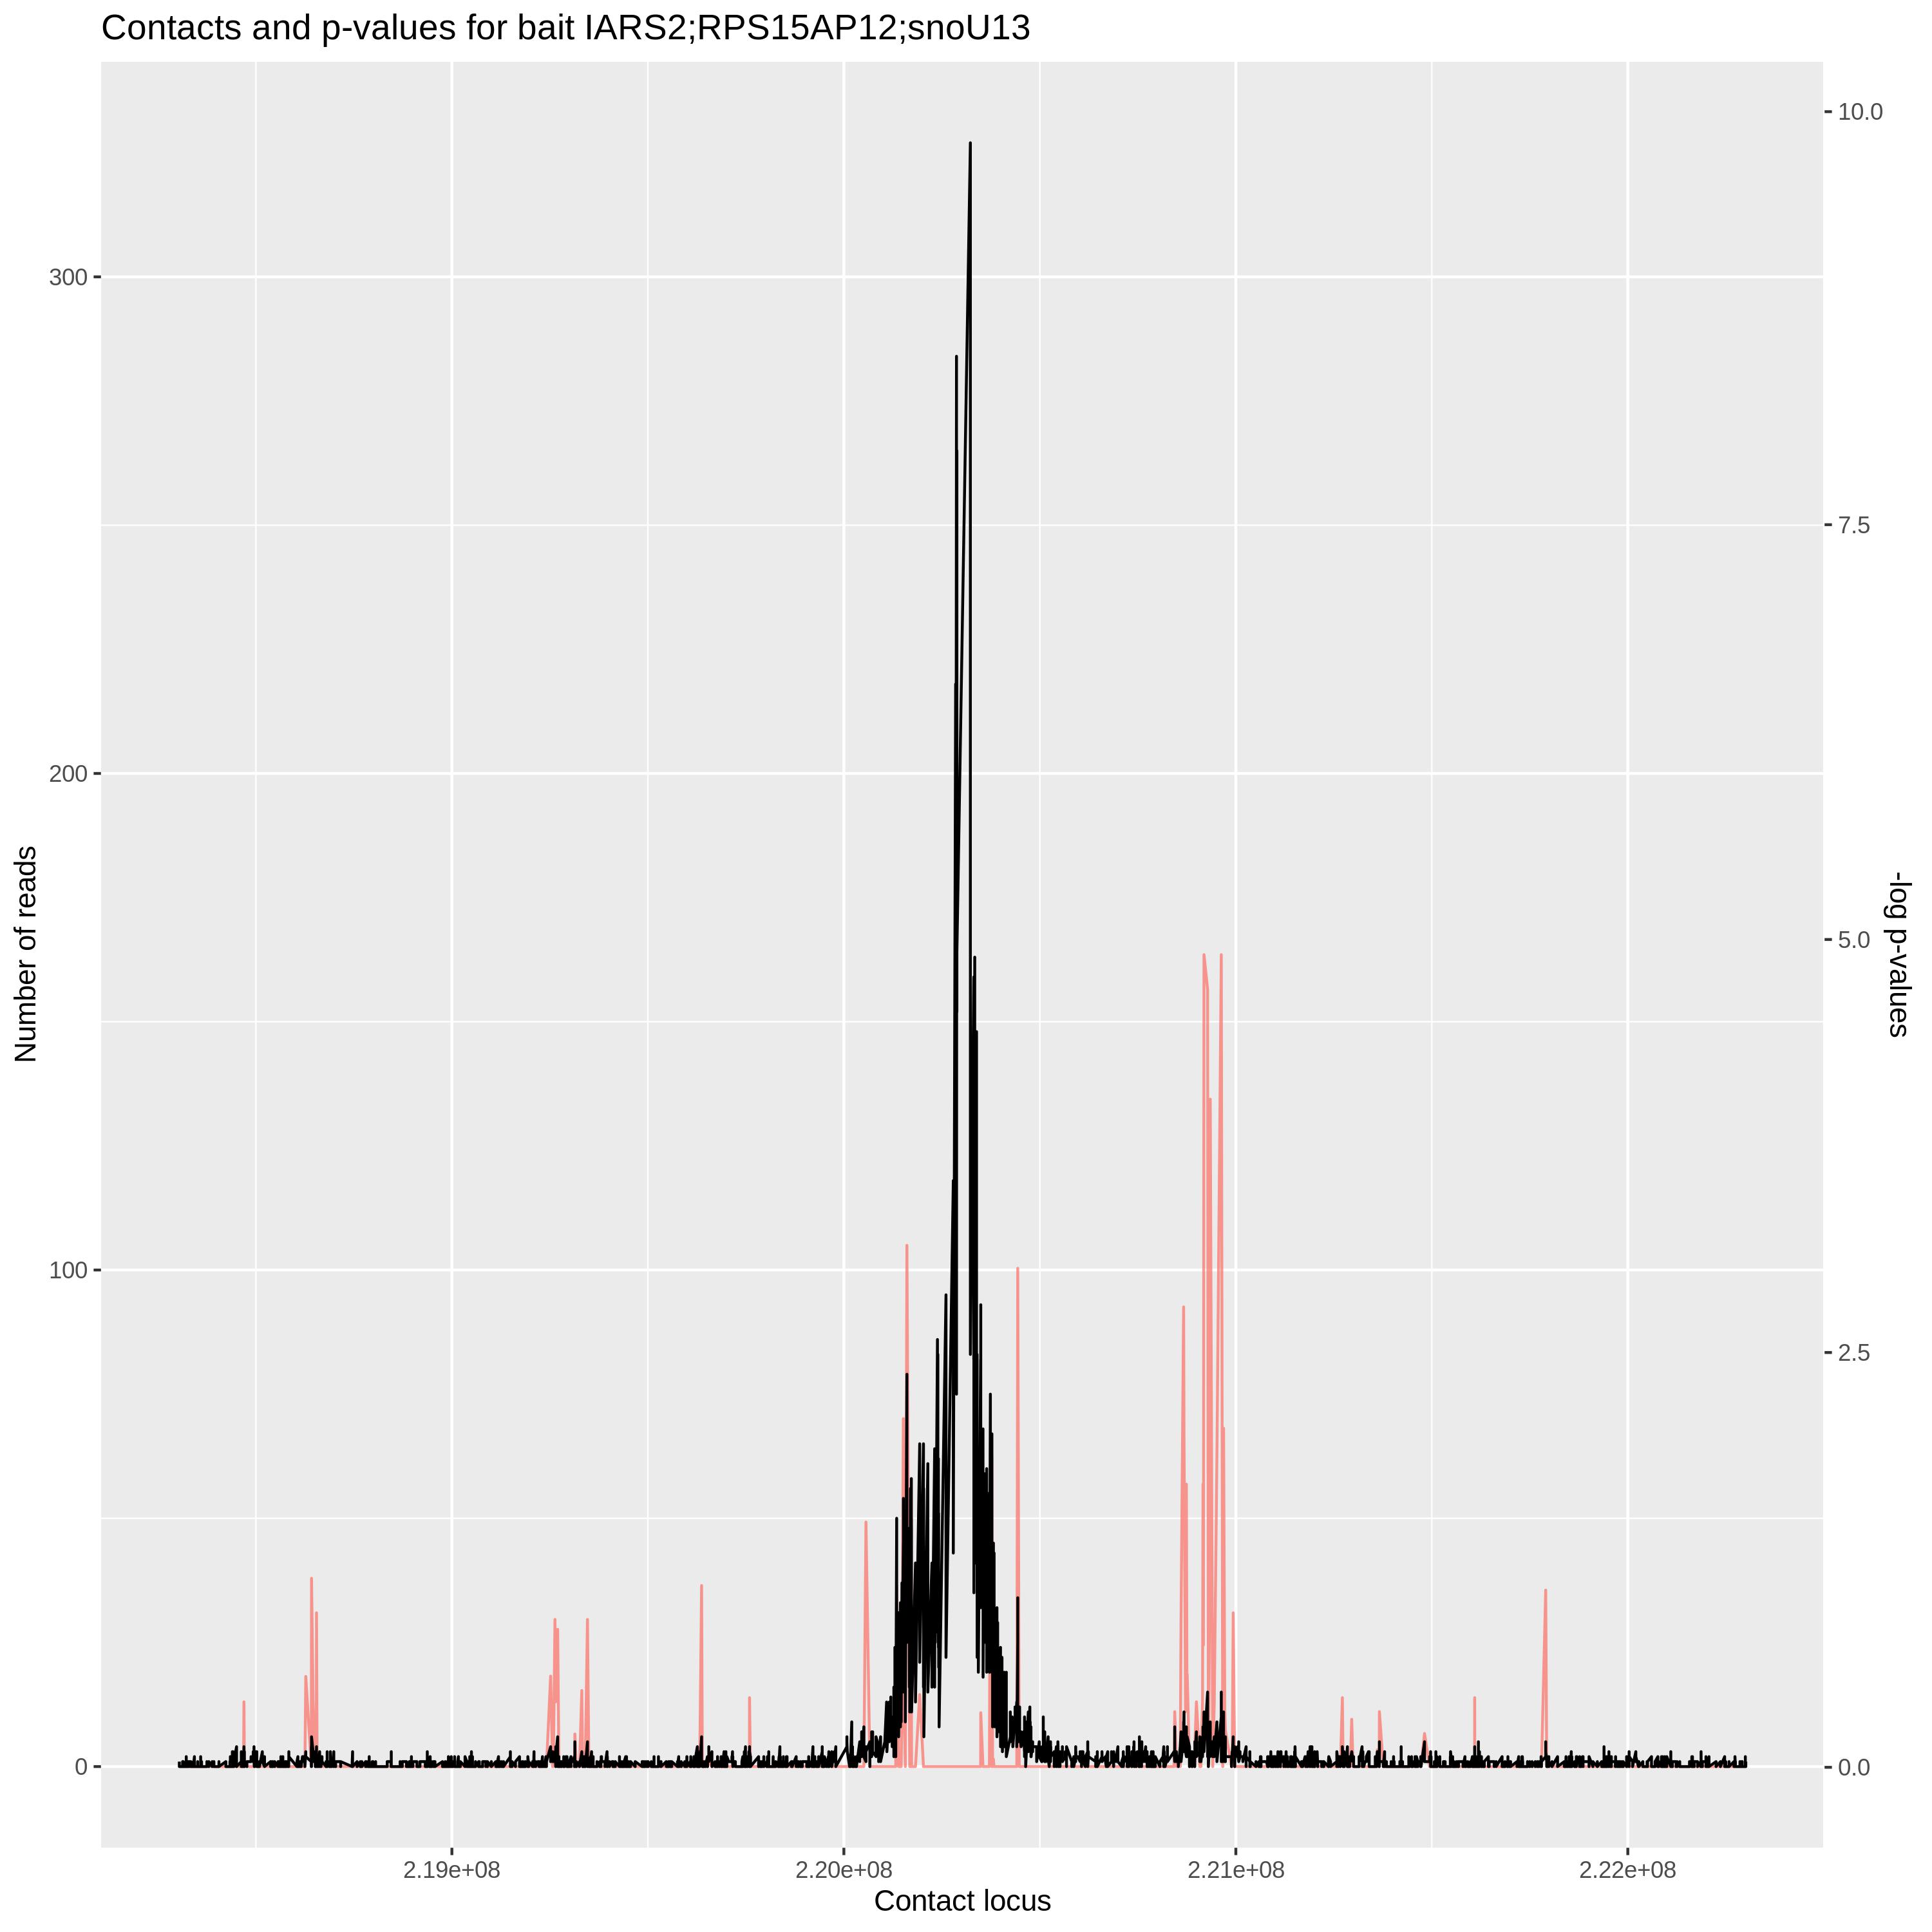 Contacts and p-values for bait IARS2;RPS15AP12;snoU13
10.0
300
7.5
200
5.0
Number of reads
-log p-values
100
2.5
0
0.0
2.19e+08
2.20e+08
2.21e+08
2.22e+08
Contact locus